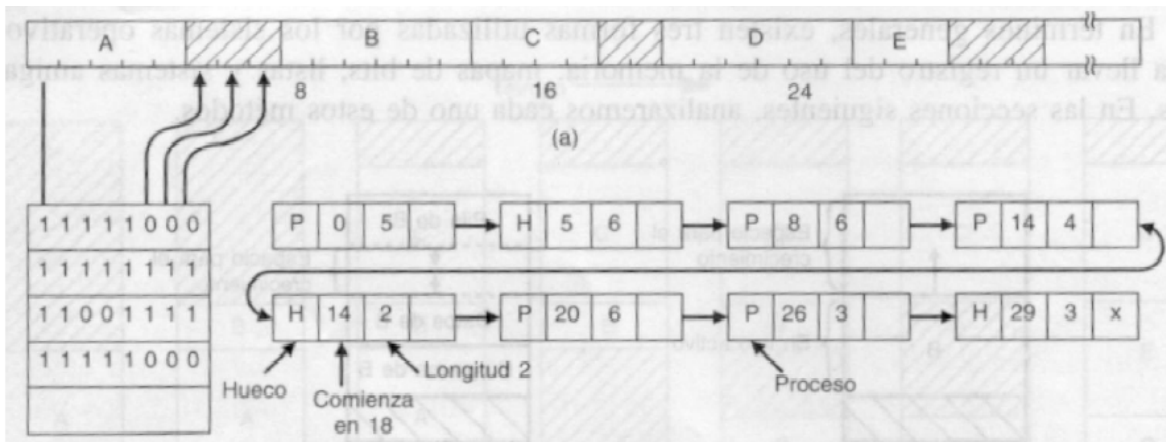 A B C D E
8 16 24
(a)
1 1 1 1 1 0 0 0
1 1 1 1 1 1 1 1
1 1 0 0 1 1 1 1
1 1 1 1 1 0 0 0
P 0 5 H 5 6 P 8 6 P 14 4
H 14 2 P 20 6 P 26 3 H 29 3 x
Hueco
Comienza
en 18
Longitud 2
Proceso